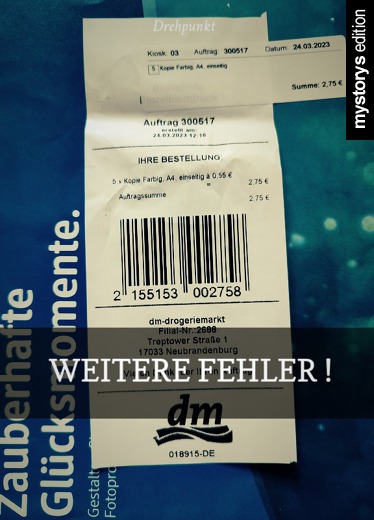 Drehpunkt
Kiosk: 03 Auftrag 300517 Datum: 24.03.2023
5 Kopie Farbig, A4, einseitig
Summe: 2,75 €
Auftrag 300517
erstellt am:
24.03.2023 12:16
IHRE BESTELLUNG
5 x Kopie Farbig, A4, einseitig à 0,55 € 2,75 €
Auftragssumme 2,75 €
2 155153 002758
dm-drogeriemarkt
Filial-Nr. 2688
Treptower Straße 1
17033 Neubrandenburg
WEITERE FEHLER !
dm
018915-DE
Zauberhafte
Glücksmomente.
Gestalt
Fotopro
mystorys edition